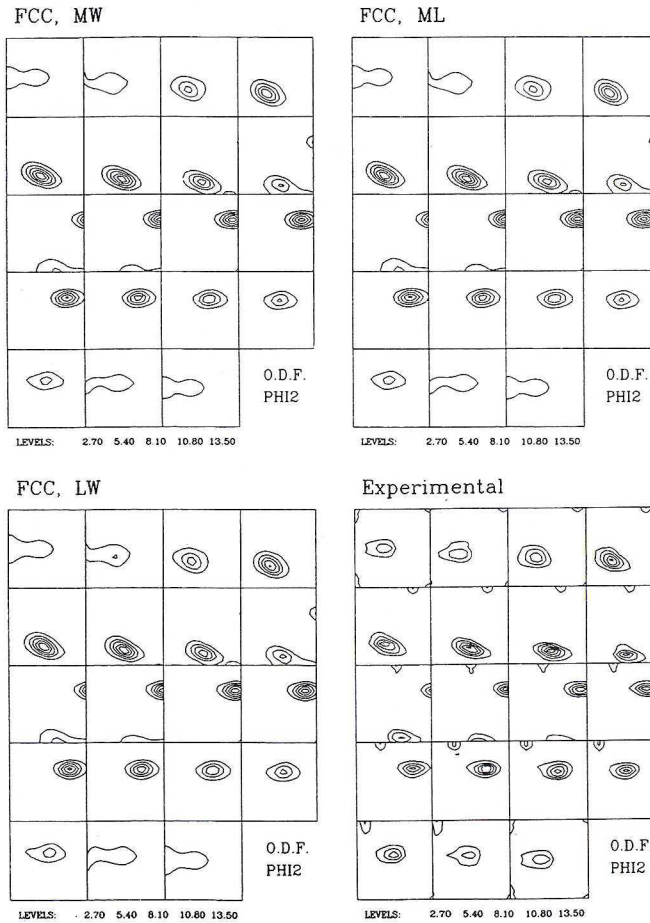 FCC, MW
FCC, ML
O.D.F.
PHI2
O.D.F.
PHI2
LEVELS: 2.70 5.40 8.10 10.80 13.50
LEVELS: 2.70 5.40 8.10 10.80 13.50
FCC, LW
Experimental
O.D.F.
PHI2
O.D.F.
PHI2
LEVELS: 2.70 5.40 8.10 10.80 13.50
LEVELS: 2.70 5.40 8.10 10.80 13.50